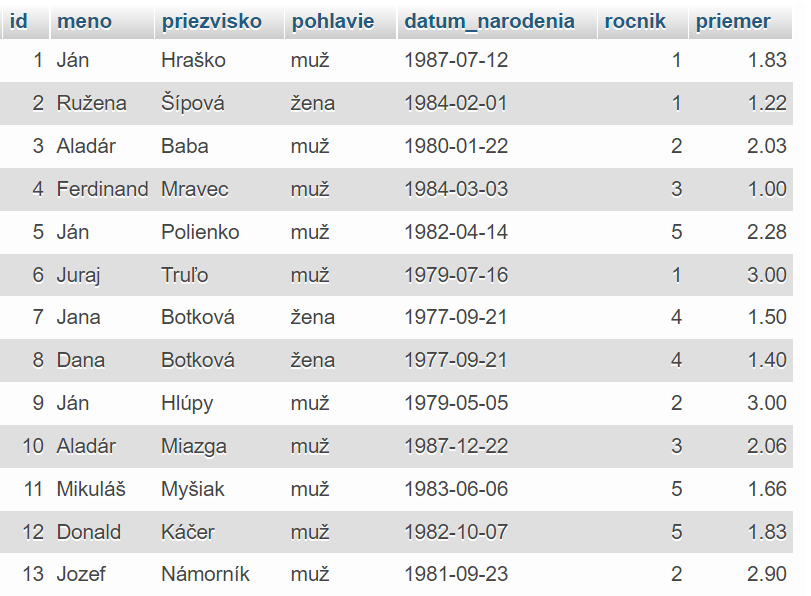 id meno priezvisko pohlavie datum_narodenia rocnik priemer
1 Ján Hraško muž 1987-07-12 1 1.83
2 Ružena Šípová žena 1984-02-01 1 1.22
3 Aladár Baba muž 1980-01-22 2 2.03
4 Ferdinand Mravec muž 1984-03-03 3 1.00
5 Ján Polienko muž 1982-04-14 5 2.28
6 Juraj Truľo muž 1979-07-16 1 3.00
7 Jana Botková žena 1977-09-21 4 1.50
8 Dana Botková žena 1977-09-21 4 1.40
9 Ján Hlúpy muž 1979-05-05 2 3.00
10 Aladár Miazga muž 1987-12-22 3 2.06
11 Mikuláš Myšiak muž 1983-06-06 5 1.66
12 Donald Káčer muž 1982-10-07 5 1.83
13 Jozef Námorník muž 1981-09-23 2 2.90